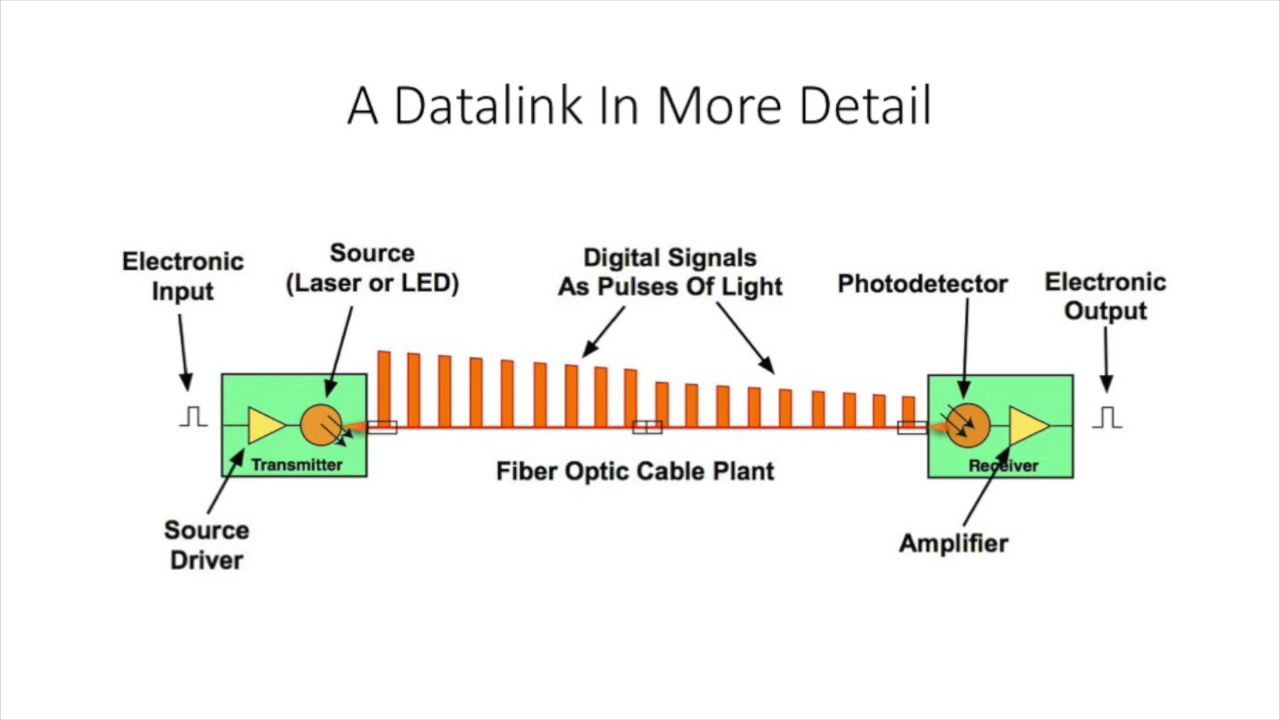 A Datalink In More Detail
Electronic
Input
Source
(Laser or LED)
Digital Signals
As Pulses Of Light
Photodetector
Electronic
Output
Transmitter
Receiver
Fiber Optic Cable Plant
Source
Driver
Amplifier